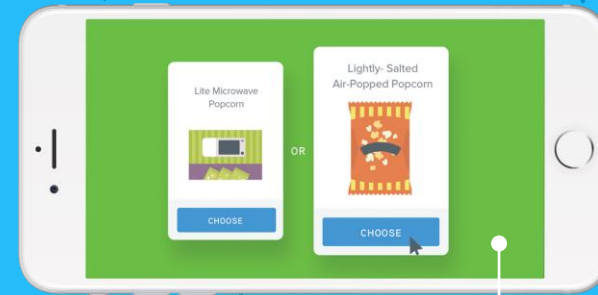 Lite Microwave
Popcorn
CHOOSE
OR
Lightly- Salted
Air-Popped Popcorn
CHOOSE